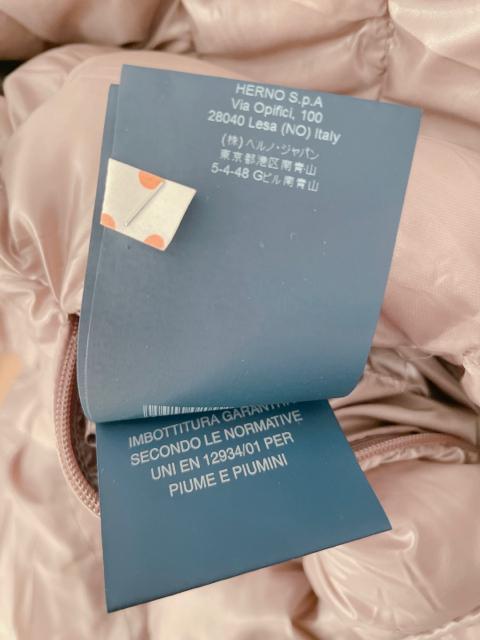 HERNO S.p.A
Via Opifici, 100
28040 Lesa (NO) Italy
(株)ヘルノ・ジャパン
東京都港区南青山
5-4-48 Gビル南青山
IMBOTTITURA GARANTITA
SECONDO LE NORMATIVE
UNI EN 12934/01 PER
PIUME E PIUMINI